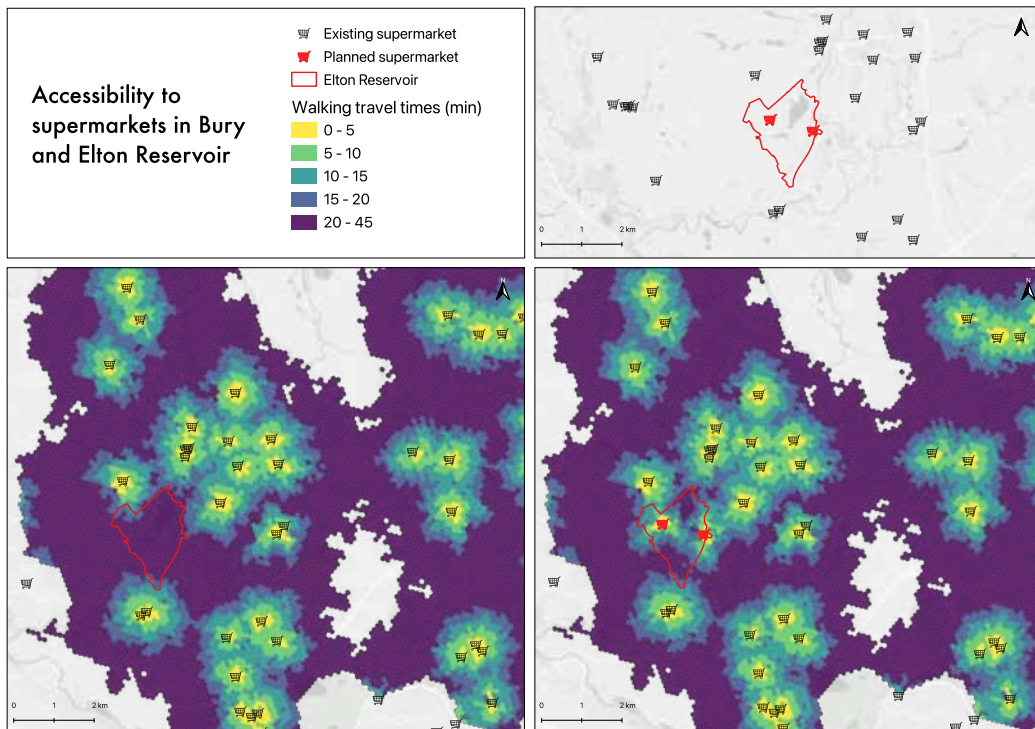 Accessibility to
supermarkets in Bury
and Elton Reservoir
Existing supermarket
Planned supermarket
Elton Reservoir
Walking travel times (min)
0 - 5
5 - 10
10 - 15
15 - 20
20 - 45
0 1 2 km
N
0 1 2 km
N
0 1 2 km